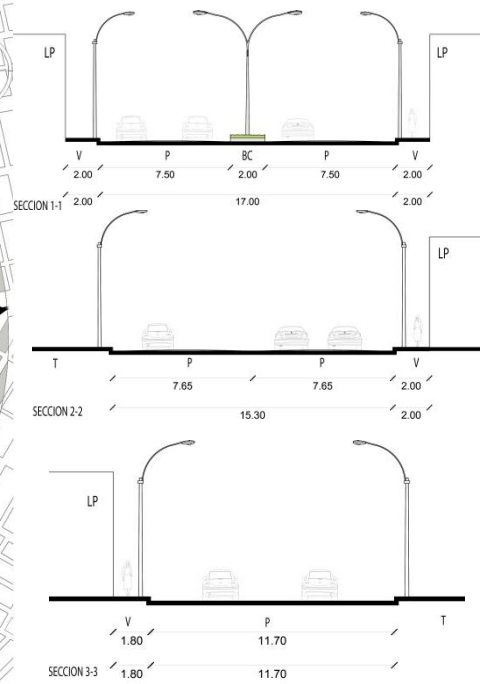 LP LP
V P BC P V
2.00 7.50 2.00 7.50 2.00
SECCION 1-1 2.00 17.00 2.00
LP
T P P V
7.65 7.65 2.00
SECCION 2-2 15.30 2.00
LP
V P T
1.80 11.70
SECCION 3-3 1.80 11.70